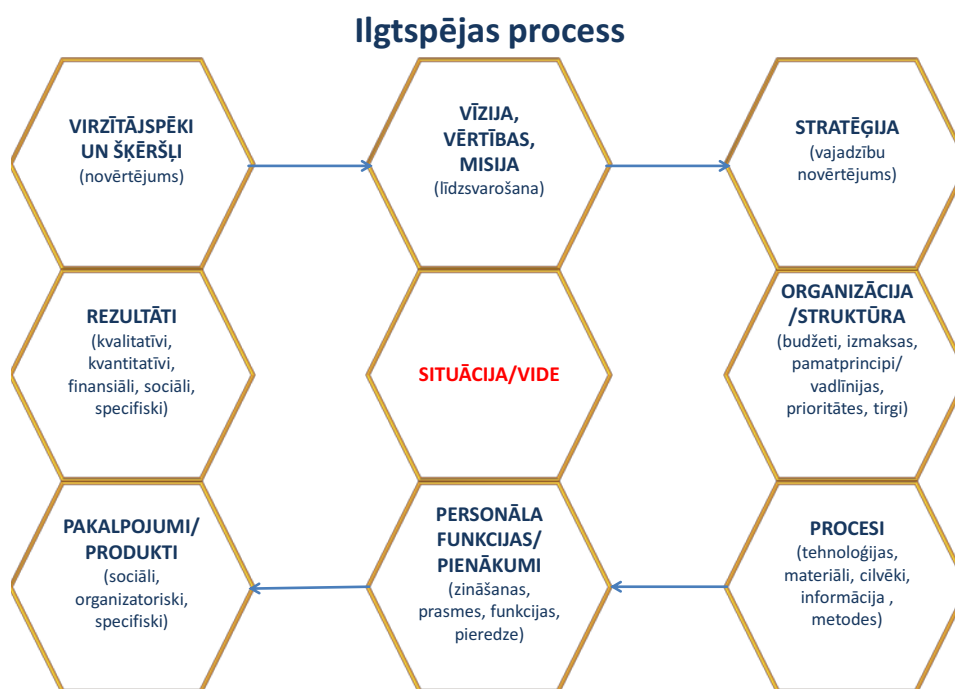 Ilgtspējas process
VIRZĪTĀJSPĒKI
UN ŠĶĒRŠĻI
(novērtējums)
VĪZIJA,
VĒRTĪBAS,
MISIJA
(līdzsvarošana)
STRATĒĢIJA
(vajadzību
novērtējums)
REZULTĀTI
(kvalitatīvi,
kvantitatīvi,
finansiāli, sociāli,
specifiski)
SITUĀCIJA/VIDE
ORGANIZĀCIJA
/STRUKTŪRA
(budžeti, izmaksas,
pamatprincipi/
vadlīnijas,
prioritātes, tirgi)
PAKALPOJUMI/
PRODUKTI
(sociāli,
organizatoriski,
specifiski)
PERSONĀLA
FUNKCIJAS/
PIENĀKUMI
(zināšanas,
prasmes, funkcijas,
pieredze)
PROCESI
(tehnoloģijas,
materiāli, cilvēki,
informācija ,
metodes)